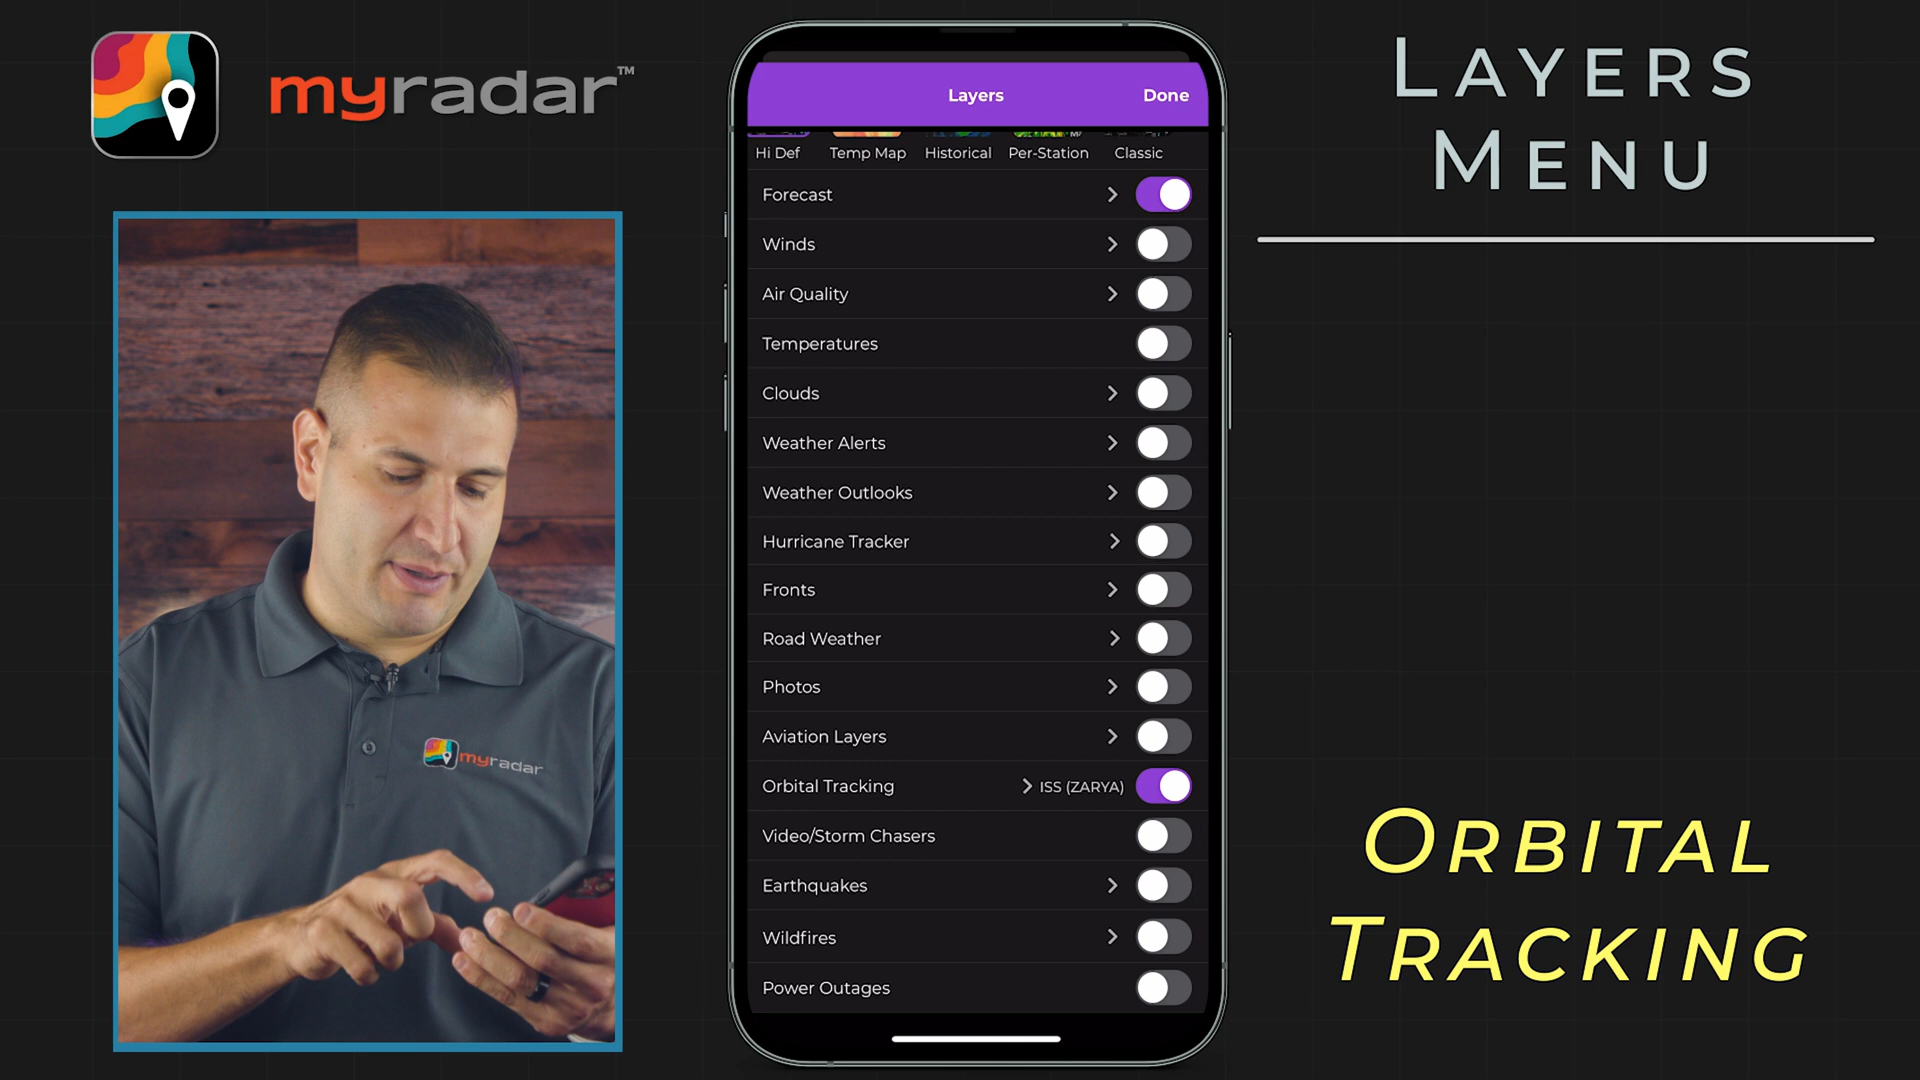 myradar™
Layers
Done
Hi Def
Temp Map
Historical
Per-Station
Classic
Forecast
Winds
Air Quality
Temperatures
Clouds
Weather Alerts
Weather Outlooks
Hurricane Tracker
Fronts
Road Weather
Photos
Aviation Layers
Orbital Tracking ISS (ZARYA)
Video/Storm Chasers
Earthquakes
Wildfires
Power Outages
LAYERS
MENU
ORBITAL
TRACKING
myradar